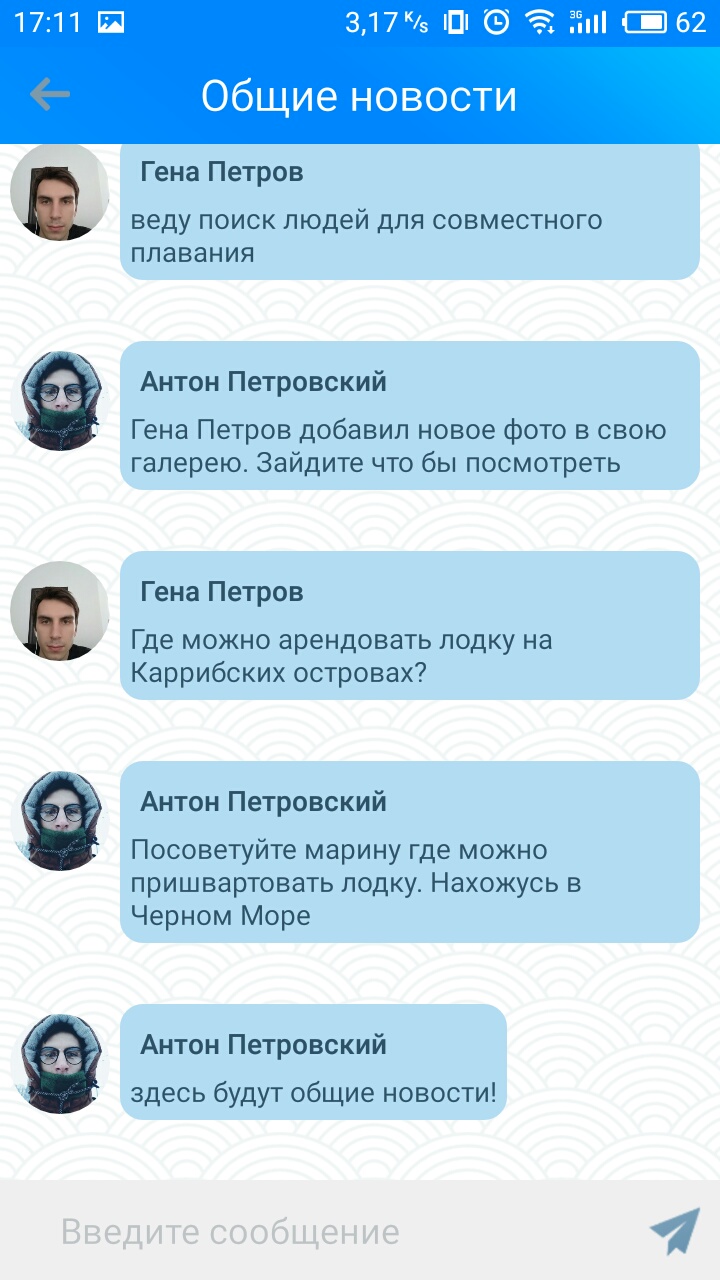 17:11 3,17 K/s 3G 62
Общие новости
Гена Петров
веду поиск людей для совместного
плавания
Антон Петровский
Гена Петров добавил новое фото в свою
галерею. Зайдите что бы посмотреть
Гена Петров
Где можно арендовать лодку на
Каррибских островах?
Антон Петровский
Посоветуйте марину где можно
пришвартовать лодку. Нахожусь в
Черном Море
Антон Петровский
здесь будут общие новости!
Введите сообщение